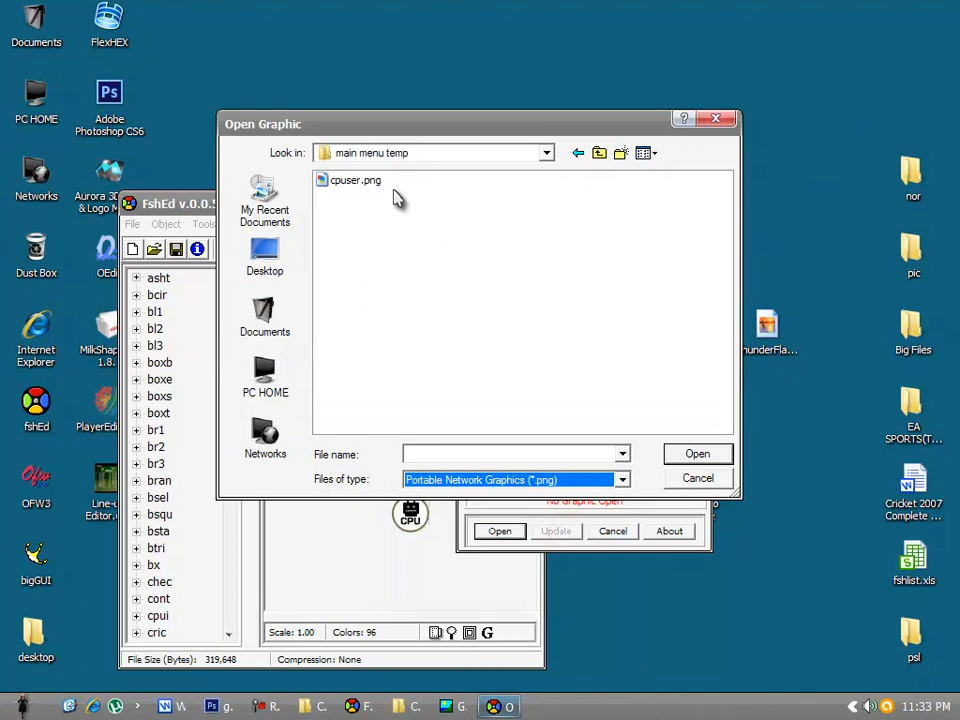 Documents
FlexHEX
PC HOME
Adobe
Photoshop CS6
Networks
Aurora 3D
& Logo M
Dust Box
OEdi
Internet
Explorer
MilkShap
1.8.
fshEd
PlayerEdi
OFW3
Line-u
Editor.
bigGUI
desktop
nor
pic
Big Files
EA
SPORTS(T...
Cricket 2007
Complete ...
fshlist.xls
psl
hunderFla...
FshEd v.0.0.5
File Object Tools
asht
bcir
bl1
bl2
bl3
boxb
boxe
boxs
boxt
br1
br2
br3
bran
bsel
bsqu
bsta
btri
bx
chec
cont
cpui
cric
File Size (Bytes): 319,648
Compression: None
CPU
Scale: 1.00
Colors: 96
G
Open Graphic
Look in:
main menu temp
cpuser.png
My Recent
Documents
Desktop
Documents
PC HOME
Networks
File name:
Open
Files of type:
Portable Network Graphics (*.png)
Cancel
No Graphic Open
Open
Update
Cancel
About
W
g.
R.
C.
F.
C.
G.
O
11:33 PM